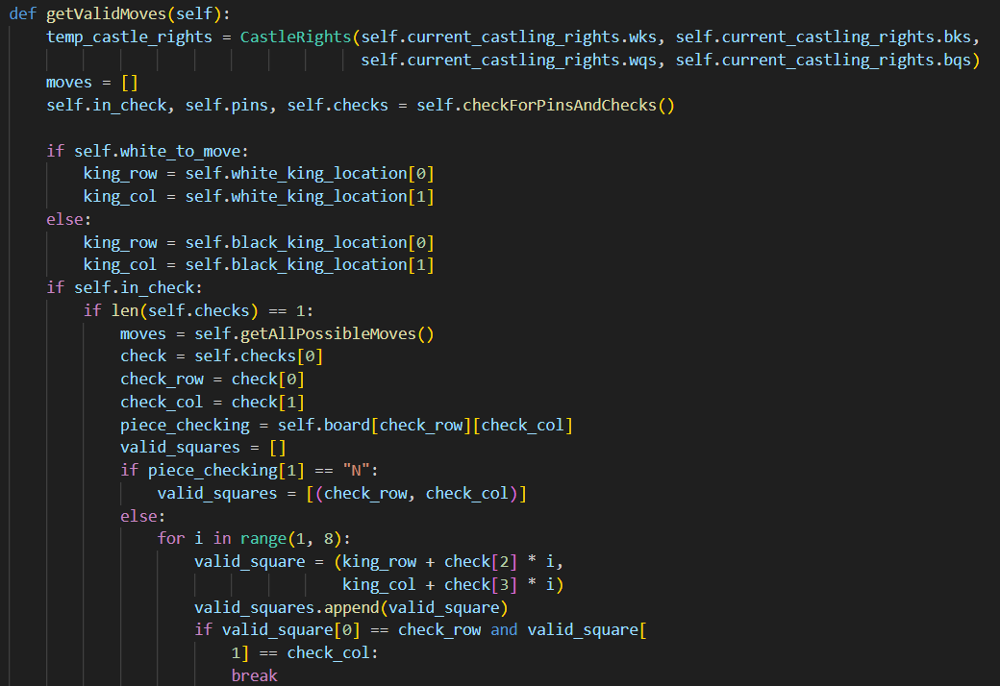 def getValidMoves(self):
    temp_castle_rights = CastleRights(self.current_castling_rights.wks, self.current_castling_rights.bks,
                                      self.current_castling_rights.wqs, self.current_castling_rights.bqs)
    moves = []
    self.in_check, self.pins, self.checks = self.checkForPinsAndChecks()

    if self.white_to_move:
        king_row = self.white_king_location[0]
        king_col = self.white_king_location[1]
    else:
        king_row = self.black_king_location[0]
        king_col = self.black_king_location[1]
    if self.in_check:
        if len(self.checks) == 1:
            moves = self.getAllPossibleMoves()
            check = self.checks[0]
            check_row = check[0]
            check_col = check[1]
            piece_checking = self.board[check_row][check_col]
            valid_squares = []
            if piece_checking[1] == "N":
                valid_squares = [(check_row, check_col)]
            else:
                for i in range(1, 8):
                    valid_square = (king_row + check[2] * i,
                                    king_col + check[3] * i)
                    valid_squares.append(valid_square)
                    if valid_square[0] == check_row and valid_square[
                        1] == check_col:
                        break